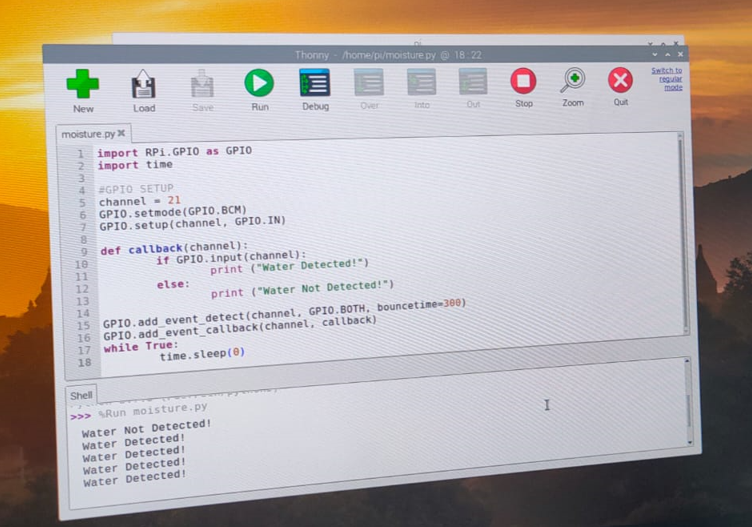 Thonny - /home/pi/moisture.py @ 18 : 22
New Load Save Run Debug Over Into Out Stop Zoom Quit
Switch to
regular
mode
moisture.py
1 import RPi.GPIO as GPIO
2 import time
3
4 #GPIO SETUP
5 channel = 21
6 GPIO.setmode(GPIO.BCM)
7 GPIO.setup(channel, GPIO.IN)
8
9 def callback(channel):
10 if GPIO.input(channel):
11 print ("Water Detected!")
12 else:
13 print ("Water Not Detected!")
14
15 GPIO.add_event_detect(channel, GPIO.BOTH, bouncetime=300)
16 GPIO.add_event_callback(channel, callback)
17 while True:
18 time.sleep(0)
Shell
>>> %Run moisture.py
Water Not Detected!
Water Detected!
Water Detected!
Water Detected!
Water Detected!